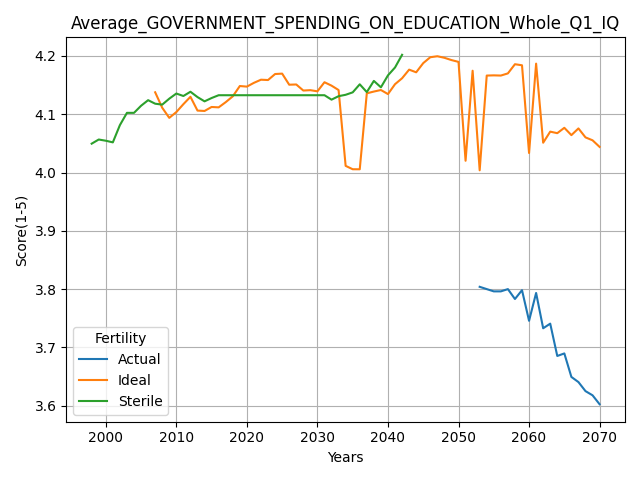 Average_GOVERNMENT_SPENDING_ON_EDUCATION_Whole_Q1_IQ
4.2
4.1
4.0
3.9
3.8
3.7
3.6
Score(1-5)
Fertility
Actual
Ideal
Sterile
2000 2010 2020 2030 2040 2050 2060 2070
Years